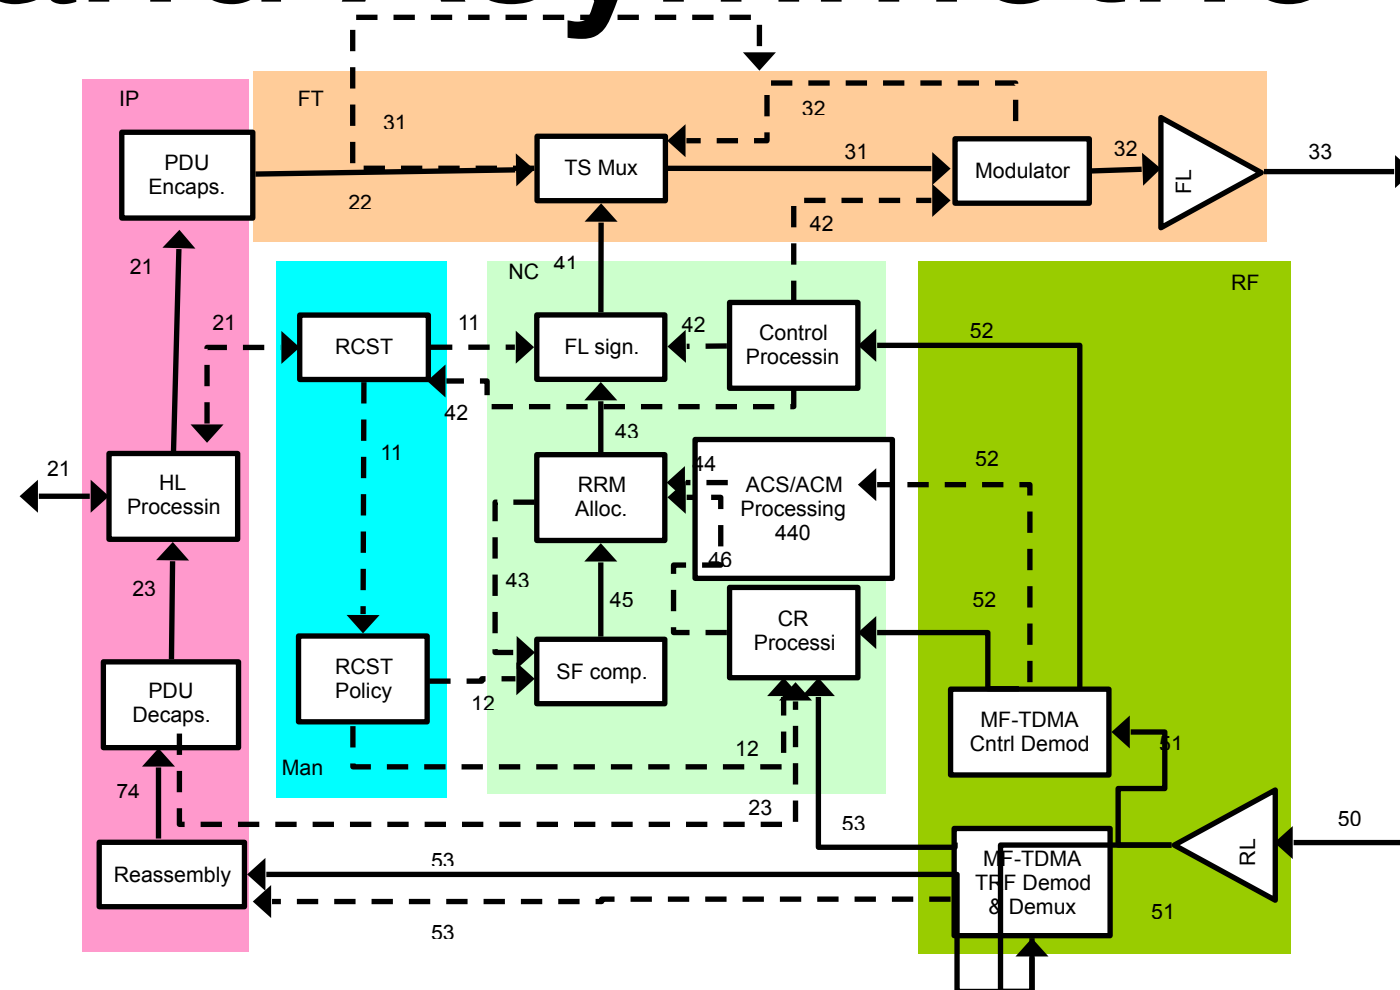 IP
FT
31
32
PDU
Encaps.
22
TS Mux
31
Modulator
32
FL
33
42
21
41
NC
RF
21
RCST
11
FL sign.
42
Control
Processin
52
42
11
43
21
HL
Processin
RRM
Alloc.
44
ACS/ACM
Processing
440
52
46
23
43
45
52
CR
Processi
PDU
Decaps.
RCST
Policy
12
SF comp.
MF-TDMA
Cntrl Demod
51
Man
12
74
23
53
50
Reassembly
53
MF-TDMA
TRF Demod
& Demux
RL
53
51